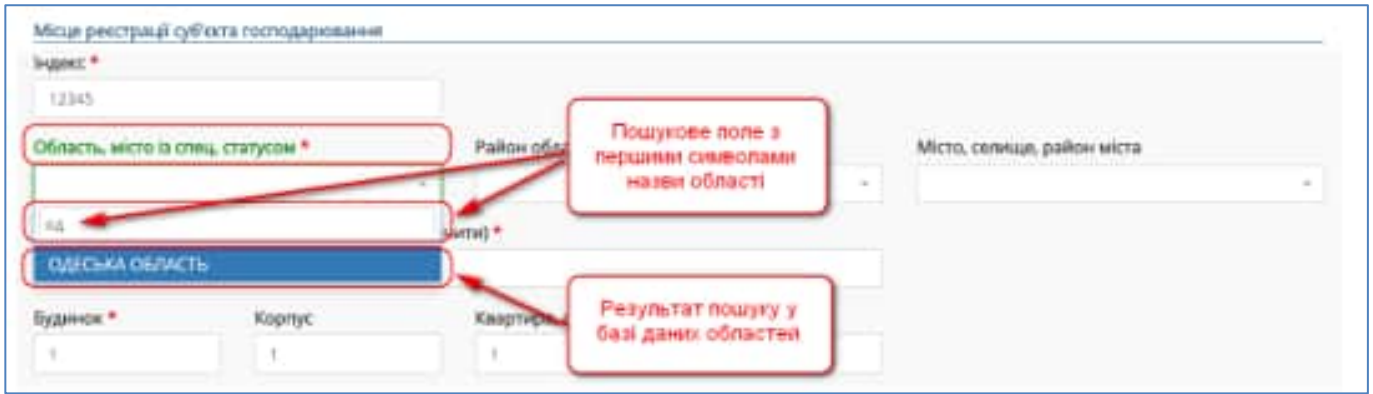 Місце реєстрації суб'єкта господарювання
Індекс *
12345
Область, місто із спец. статусом *
Район
Місто, селище, район міста
Пошукове поле з
першими символами
назви області
од
*
ОДЕСЬКА ОБЛАСТЬ
Результат пошуку у
базі даних областей
Будинок *
Корпус
Квартира
1
1
1